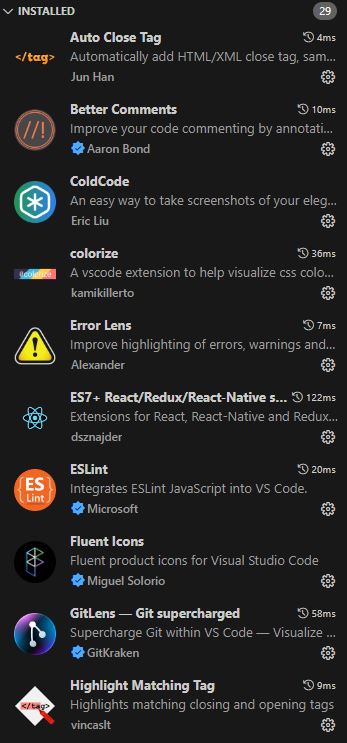 INSTALLED 29
</tag> Auto Close Tag 4ms
Automatically add HTML/XML close tag, sam...
Jun Han
//! Better Comments 10ms
Improve your code commenting by annotati...
Aaron Bond
ColdCode
An easy way to take screenshots of your eleg...
Eric Liu
colorize 36ms
@colorize A vscode extension to help visualize css colo...
kamikillerto
Error Lens 7ms
Improve highlighting of errors, warnings and...
Alexander
ES7+ React/Redux/React-Native s... 122ms
Extensions for React, React-Native and Redux...
dsznajder
ESLint 20ms
ES Lint Integrates ESLint JavaScript into VS Code.
Microsoft
Fluent Icons
Fluent product icons for Visual Studio Code
Miguel Solorio
GitLens — Git supercharged 58ms
Supercharge Git within VS Code — Visualize ...
GitKraken
Highlight Matching Tag 9ms
</tag> Highlights matching closing and opening tags
vincaslt